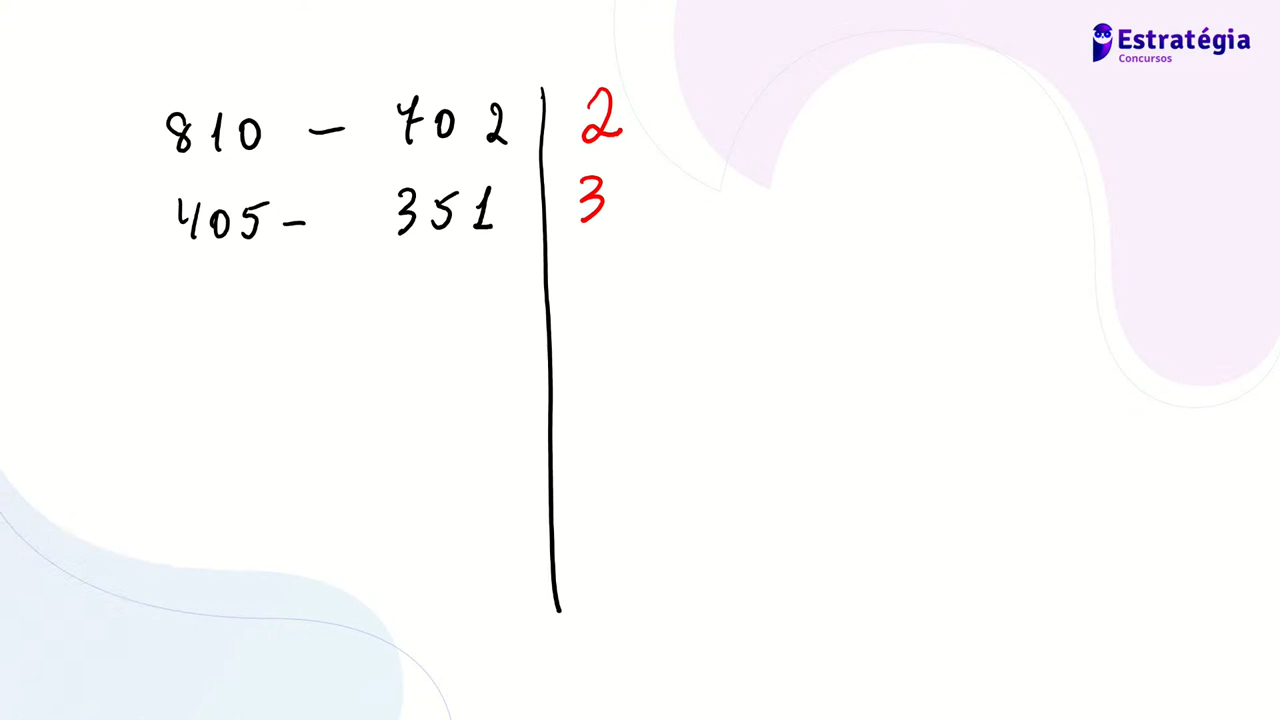 Estratégia
Concursos
810 - 702 | 2
405 - 351 | 3